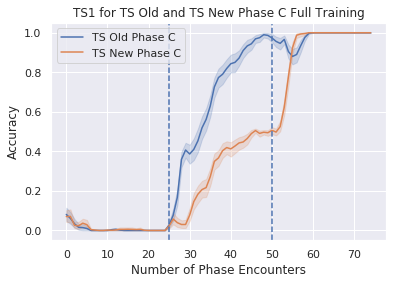 TS1 for TS Old and TS New Phase C Full Training
TS Old Phase C
TS New Phase C
Accuracy
1.0
0.8
0.6
0.4
0.2
0.0
0 10 20 30 40 50 60 70
Number of Phase Encounters